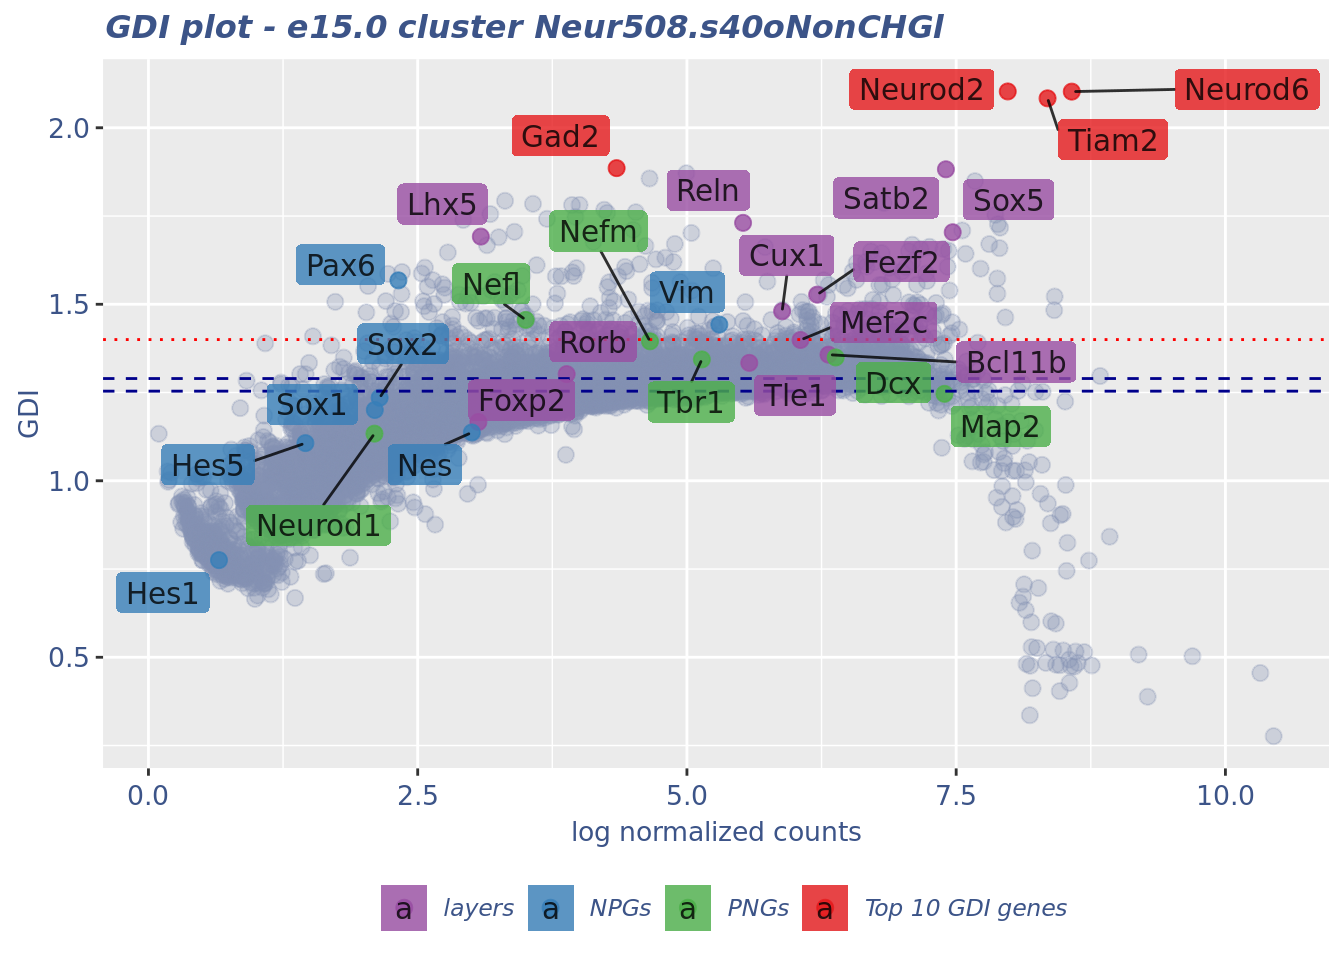 GDI plot - e15.0 cluster Neur508.s40oNonCHGl
Neurod2
Neurod6
Tiam2
Gad2
Reln
Satb2
Sox5
Lhx5
Nefm
Cux1
Fezf2
Pax6
Nefl
Vim
Mef2c
Sox2
Rorb
Bcl11b
Dcx
Sox1
Foxp2
Tbr1
Tle1
Map2
Hes5
Nes
Neurod1
Hes1
GDI
2.0
1.5
1.0
0.5
0.0
2.5
5.0
7.5
10.0
log normalized counts
a layers a NPGs a PNGs a Top 10 GDI genes